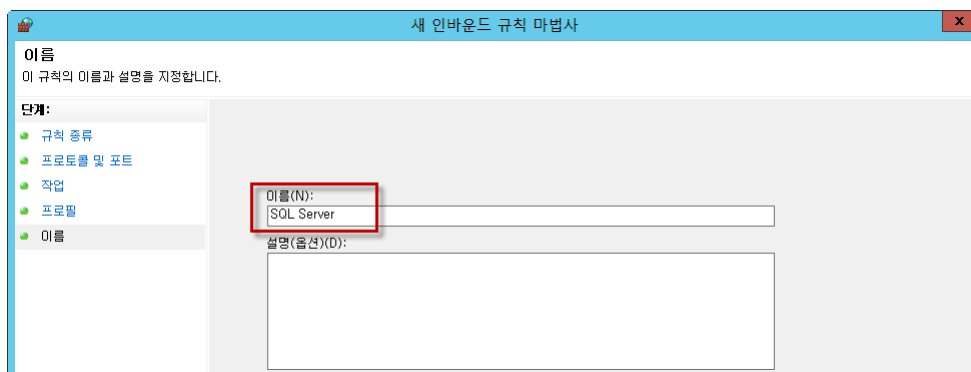 새 인바운드 규칙 마법사
x
이름
이 규칙의 이름과 설명을 지정합니다.
단계:
규칙 종류
프로토콜 및 포트
작업
프로필
이름
이름(N):
SQL Server
설명(옵션)(D):